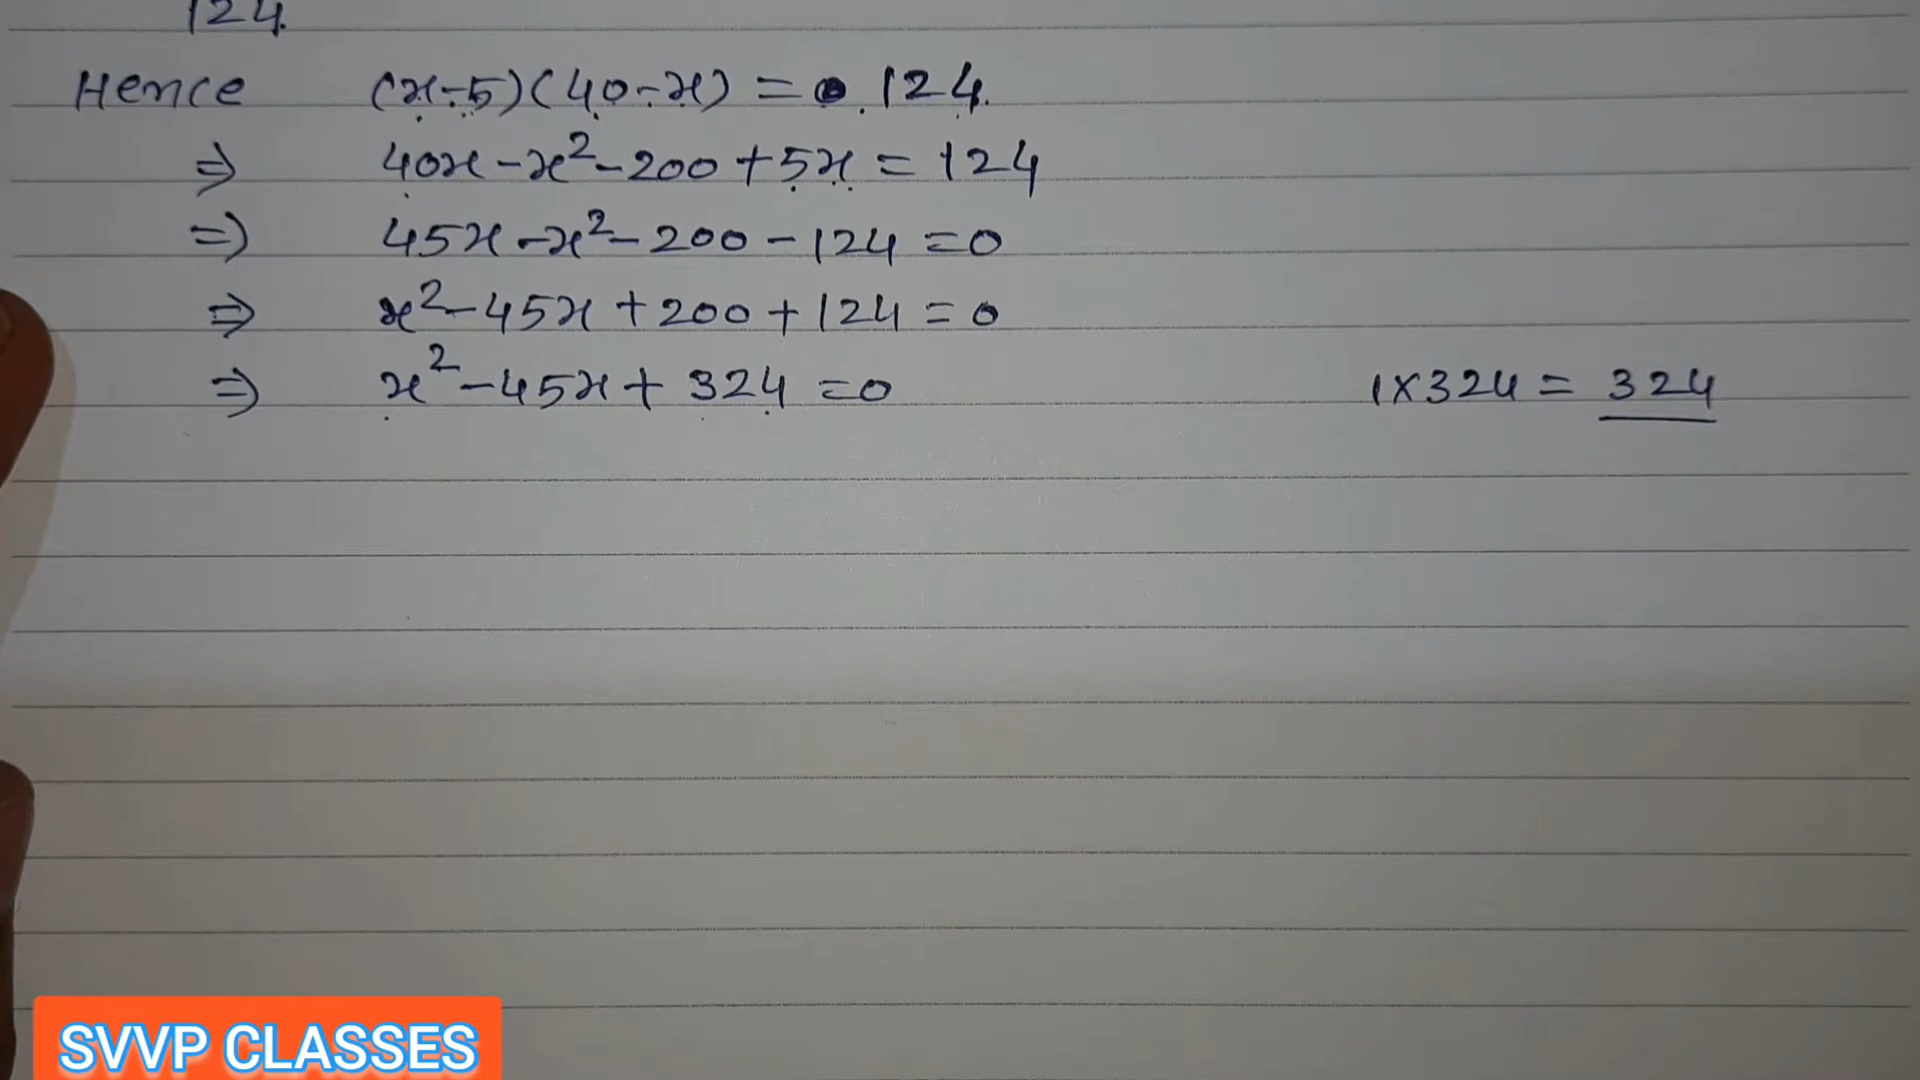 124.
Hence (x-5)(40-x) = 124.
⇒ 40x-x²-200+5x = 124
⇒ 45x-x²-200-124=0
⇒ x²-45x+200+124=0
⇒ x²-45x+324=0 1×324=324
SVVP CLASSES